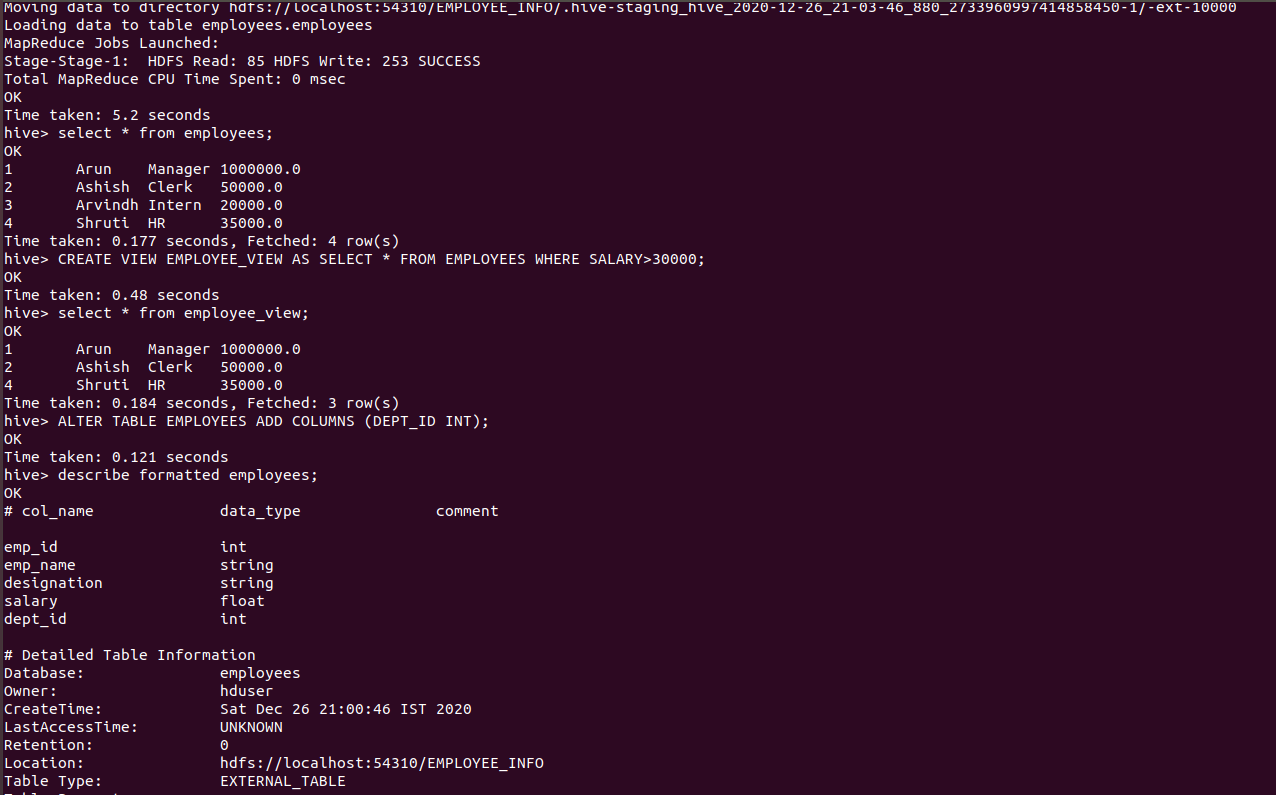 Moving data to directory hdfs://localhost:54310/EMPLOYEE_INFO/.hive-staging_hive_2020-12-26_21-03-46_880_2733960997414858450-1/-ext-10000
Loading data to table employees.employees
MapReduce Jobs Launched:
Stage-Stage-1:  HDFS Read: 85 HDFS Write: 253 SUCCESS
Total MapReduce CPU Time Spent: 0 msec
OK
Time taken: 5.2 seconds
hive> select * from employees;
OK
1       Arun    Manager 1000000.0
2       Ashish  Clerk   50000.0
3       Arvindh Intern  20000.0
4       Shruti  HR      35000.0
Time taken: 0.177 seconds, Fetched: 4 row(s)
hive> CREATE VIEW EMPLOYEE_VIEW AS SELECT * FROM EMPLOYEES WHERE SALARY>30000;
OK
Time taken: 0.48 seconds
hive> select * from employee_view;
OK
1       Arun    Manager 1000000.0
2       Ashish  Clerk   50000.0
4       Shruti  HR      35000.0
Time taken: 0.184 seconds, Fetched: 3 row(s)
hive> ALTER TABLE EMPLOYEES ADD COLUMNS (DEPT_ID INT);
OK
Time taken: 0.121 seconds
hive> describe formatted employees;
OK
# col_name              data_type               comment
emp_id                  int
emp_name                string
designation             string
salary                  float
dept_id                 int
# Detailed Table Information
Database:               employees
Owner:                  hduser
CreateTime:             Sat Dec 26 21:00:46 IST 2020
LastAccessTime:         UNKNOWN
Retention:              0
Location:               hdfs://localhost:54310/EMPLOYEE_INFO
Table Type:             EXTERNAL_TABLE